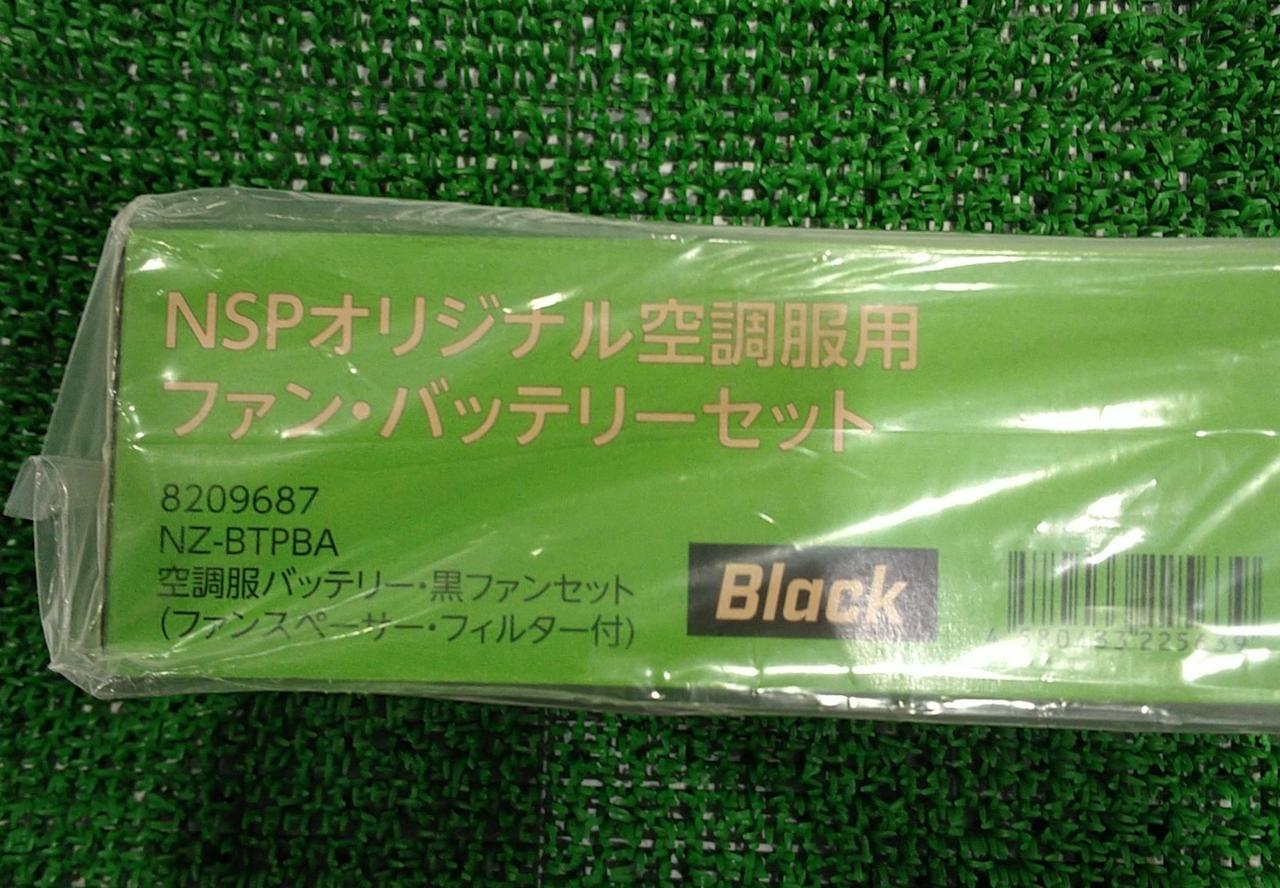 NSPオリジナル空調服用
ファン・バッテリーセット
8209687
NZ-BTPBA
空調服バッテリー・黒ファンセット
(ファンスペーサー・フィルター付)
Black